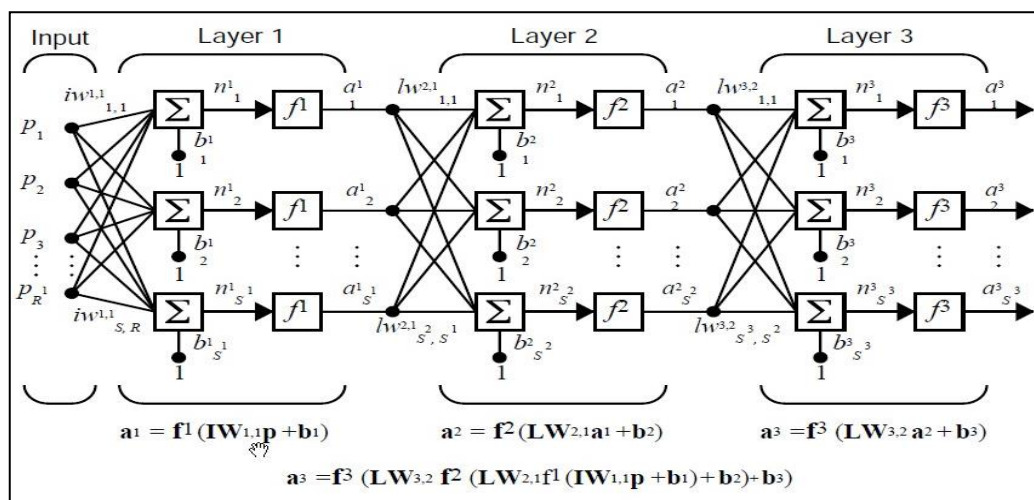 Input Layer 1 Layer 2 Layer 3
iw1,1 1,1 n1 1 a1 1 lw2,1 1,1 n2 1 a2 1 lw3,2 1,1 n3 1 a3 1
p1 Σ f1 Σ f2 Σ f3
b1 1 b2 1 b3 1
1 1 1
p2 n1 2 a1 2 n2 2 a2 2 n3 2 a3 2
Σ f1 Σ f2 Σ f3
p3 b1 2 b2 2 b3 2
1 1 1
pR1 n1 S1 a1 S1 n2 S2 a2 S2 n3 S3 a3 S3
Σ f1 Σ f2 Σ f3
iw1,1 S, R b1 S1 lw2,1 S2, S1 b2 S2 lw3,2 S3, S2 b3 S3
1 1 1
a1 = f1 (IW1,1p +b1) a2 = f2 (LW2,1a1+b2) a3 =f3 (LW3,2 a2 +b3)
a3 =f3 (LW3,2 f2 (LW2,1f1(IW1,1p +b1)+b2)+b3)